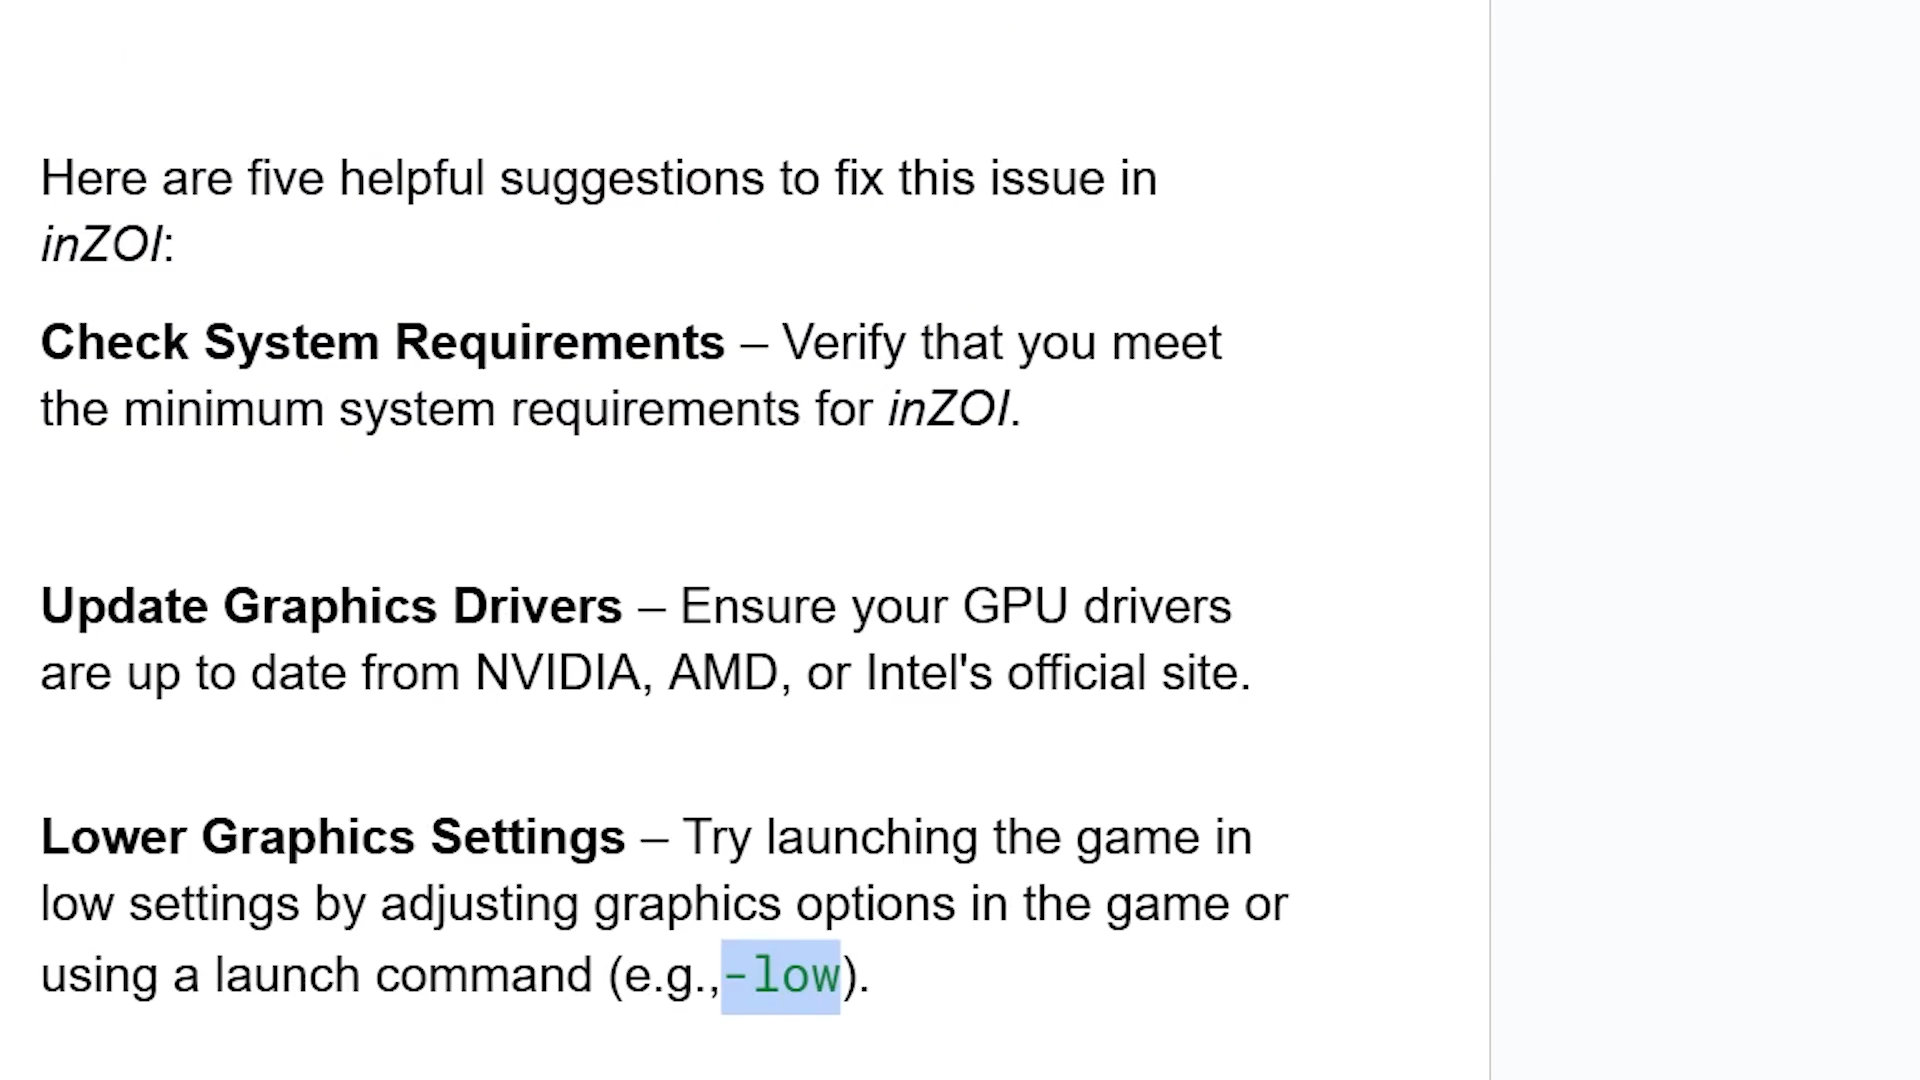 Here are five helpful suggestions to fix this issue in
inZOI:
Check System Requirements – Verify that you meet
the minimum system requirements for inZOI.
Update Graphics Drivers – Ensure your GPU drivers
are up to date from NVIDIA, AMD, or Intel's official site.
Lower Graphics Settings – Try launching the game in
low settings by adjusting graphics options in the game or
using a launch command (e.g.,-low).